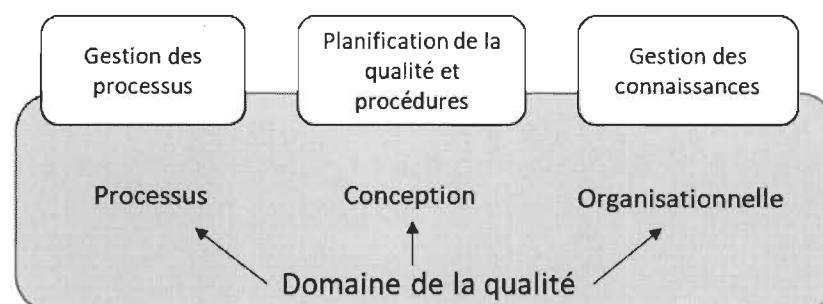 Gestion des
processus
Planification de la
qualité et
procédures
Gestion des
connaissances
Processus
Conception
Organisationnelle
Domaine de la qualité